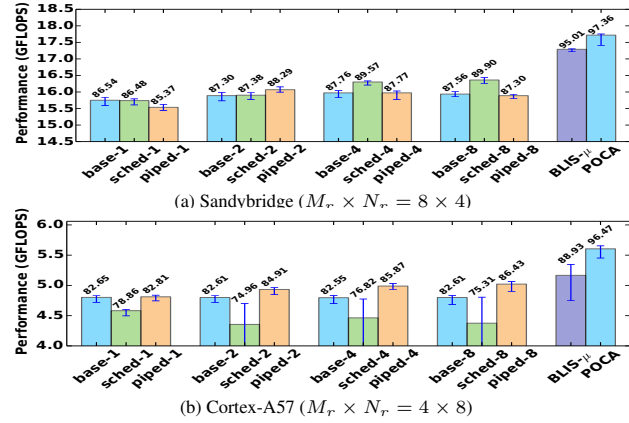 Performance (GFLOPS)
18.5
18.0
17.5
17.0
16.5
16.0
15.5
15.0
14.5
86.54
86.48
85.37
87.30
87.38
88.29
87.76
89.57
87.77
87.56
89.90
87.30
95.01
97.36
base-1
sched-1
piped-1
base-2
sched-2
piped-2
base-4
sched-4
piped-4
base-8
sched-8
piped-8
BLIS-μ
POCA
(a) Sandybridge (M_r × N_r = 8 × 4)
Performance (GFLOPS)
6.0
5.5
5.0
4.5
4.0
82.65
78.86
82.81
82.61
74.96
84.91
82.55
76.82
85.87
82.61
75.31
86.43
88.93
96.47
base-1
sched-1
piped-1
base-2
sched-2
piped-2
base-4
sched-4
piped-4
base-8
sched-8
piped-8
BLIS-μ
POCA
(b) Cortex-A57 (M_r × N_r = 4 × 8)